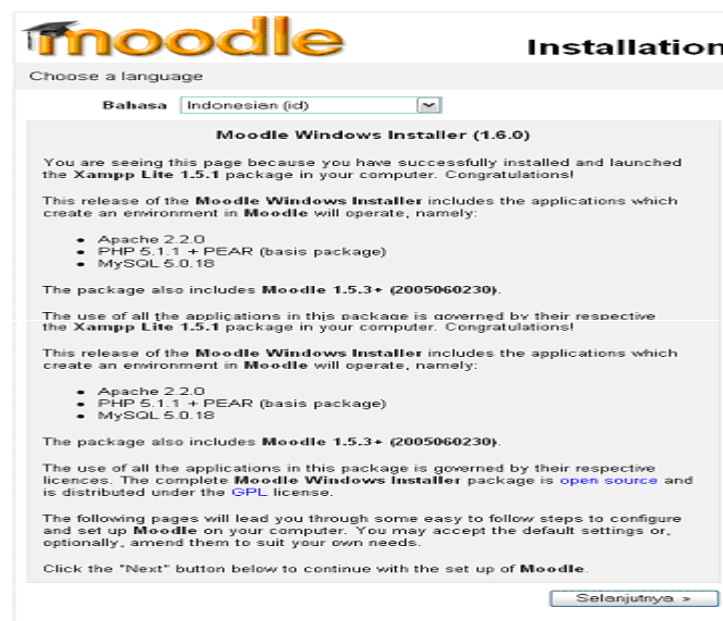 moodle
Installation
Choose a language
Bahasa Indonesian (id)
Moodle Windows Installer (1.6.0)
You are seeing this page because you have successfully installed and launched
the Xampp Lite 1.5.1 package in your computer. Congratulations!
This release of the Moodle Windows Installer includes the applications which
create an environment in Moodle will operate, namely:
• Apache 2.2.0
• PHP 5.1.1 + PEAR (basis package)
• MySQL 5.0.18
The package also includes Moodle 1.5.3+ (2005060230).
The use of all the applications in this package is governed by their respective
the Xampp Lite 1.5.1 package in your computer. Congratulations!
This release of the Moodle Windows Installer includes the applications which
create an environment in Moodle will operate, namely:
• Apache 2.2.0
• PHP 5.1.1 + PEAR (basis package)
• MySQL 5.0.18
The package also includes Moodle 1.5.3+ (2005060230).
The use of all the applications in this package is governed by their respective
licences. The complete Moodle Windows Installer package is open source and
is distributed under the GPL license.
The following pages will lead you through some easy to follow steps to configure
and set up Moodle on your computer. You may accept the default settings or,
optionally, amend them to suit your own needs.
Click the "Next" button below to continue with the set up of Moodle.
Selanjutnya »